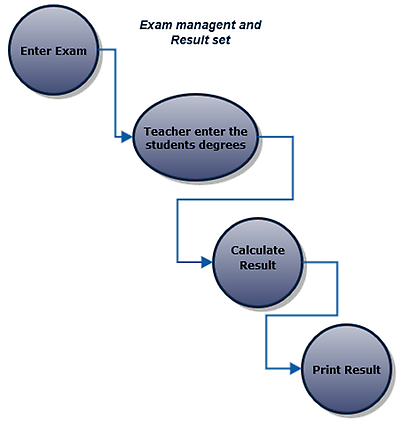 Exam managent and
Result set
Enter Exam
Teacher enter the
students degrees
Calculate
Result
Print Result